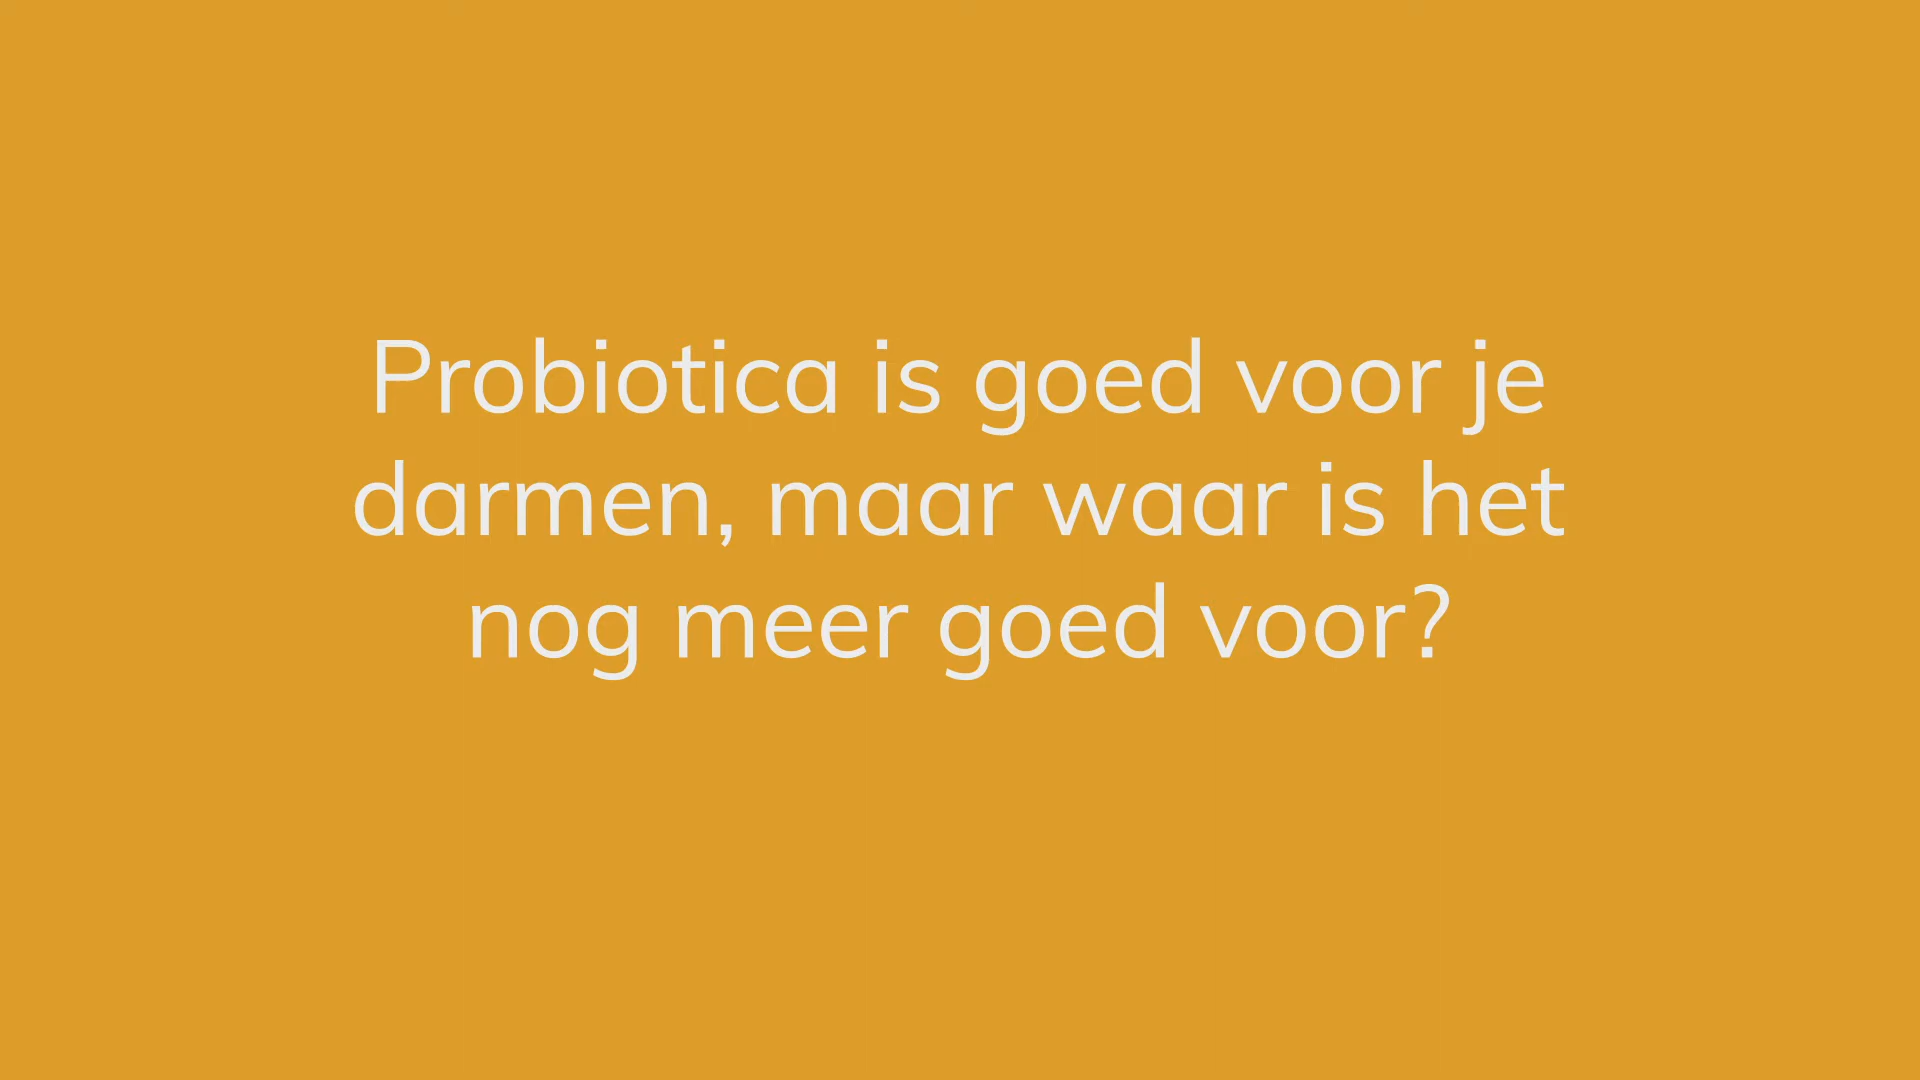 Probiotica is goed voor je
darmen, maar waar is het
nog meer goed voor?